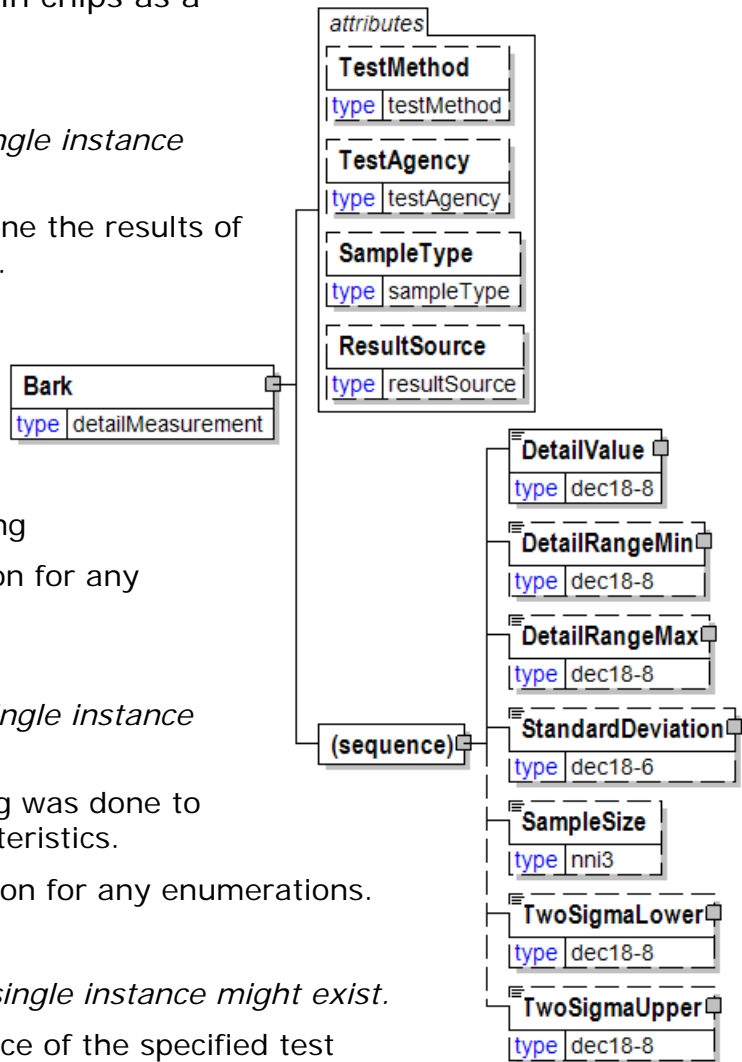 in chips as a
ngle instance
ne the results of
.
ng
on for any
ingle instance
g was done to
teristics.
on for any enumerations.
single instance might exist.
ce of the specified test
Bark
type detailMeasurement
attributes
TestMethod
type testMethod
TestAgency
type testAgency
SampleType
type sampleType
ResultSource
type resultSource
(sequence)
DetailValue
type dec18-8
DetailRangeMin
type dec18-8
DetailRangeMax
type dec18-8
StandardDeviation
type dec18-6
SampleSize
type nni3
TwoSigmaLower
type dec18-8
TwoSigmaUpper
type dec18-8